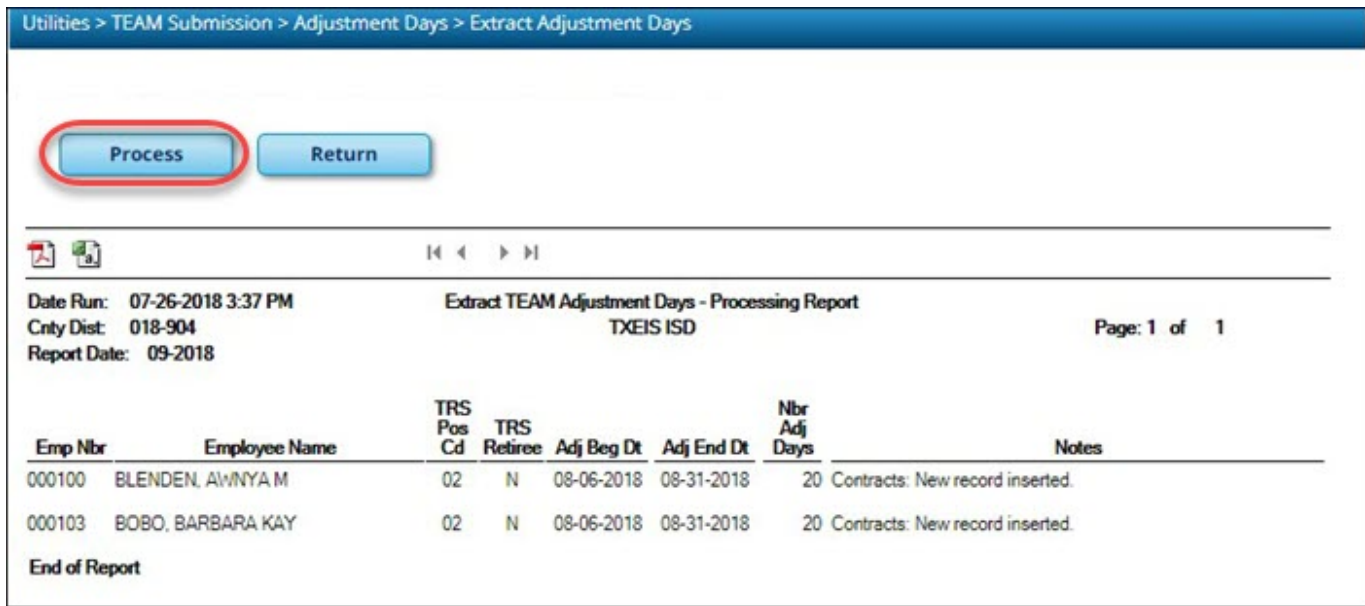 Utilities > TEAM Submission > Adjustment Days > Extract Adjustment Days
Process Return
Date Run: 07-26-2018 3:37 PM Extract TEAM Adjustment Days - Processing Report
Cnty Dist: 018-904 TXEIS ISD Page: 1 of 1
Report Date: 09-2018
TRS Nbr
Pos TRS Adj
Emp Nbr Employee Name Cd Retiree Adj Beg Dt Adj End Dt Days Notes
000100 BLENDEN, AWNYA M 02 N 08-06-2018 08-31-2018 20 Contracts: New record inserted.
000103 BOBO, BARBARA KAY 02 N 08-06-2018 08-31-2018 20 Contracts: New record inserted.
End of Report